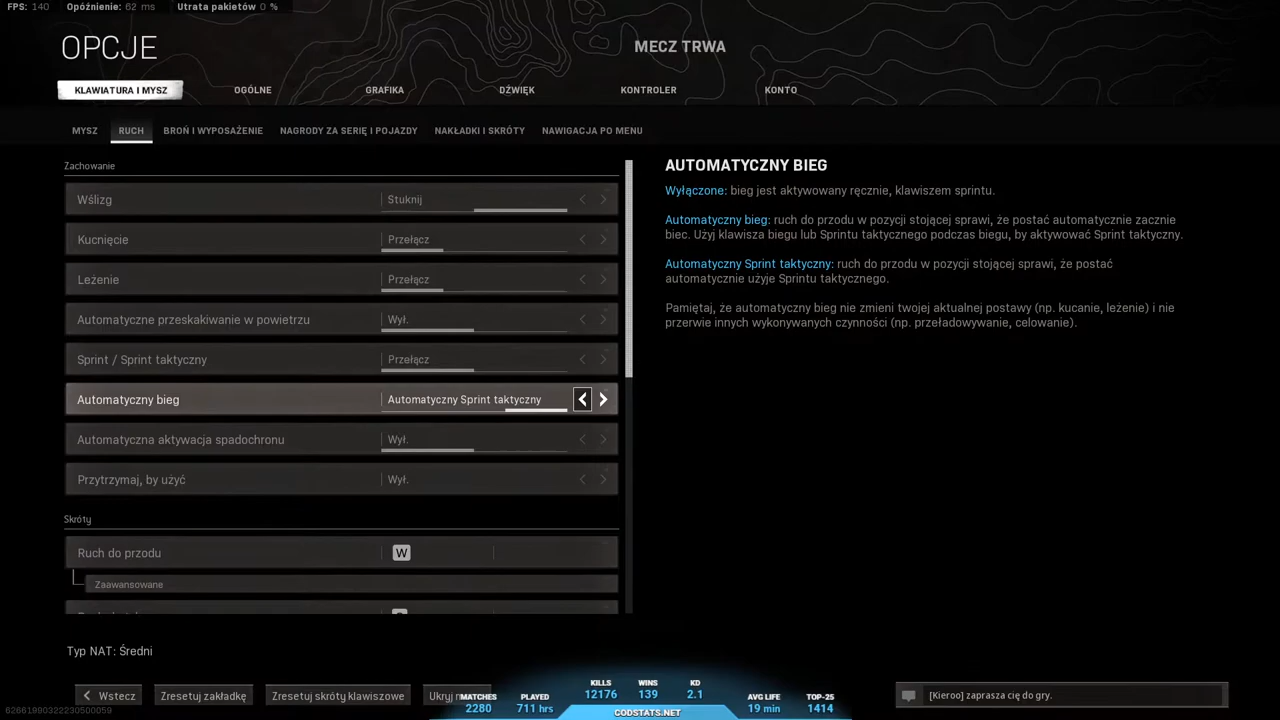 FPS: 140 Opóźnienie: 62 ms Utrata pakietów 0 %
OPCJE
MECZ TRWA
KLAWIATURA I MYSZ OGÓLNE GRAFIKA DŹWIĘK KONTROLER KONTO
MYSZ RUCH BROŃ I WYPOSAŻENIE NAGRODY ZA SERIĘ I POJAZDY NAKŁADKI I SKRÓTY NAWIGACJA PO MENU
Zachowanie
Wślizg Stuknij
Kucnięcie Przełącz
Leżenie Przełącz
Automatyczne przeskakiwanie w powietrzu Wył.
Sprint / Sprint taktyczny Przełącz
Automatyczny bieg Automatyczny Sprint taktyczny
Automatyczna aktywacja spadochronu Wył.
Przytrzymaj, by użyć Wył.
Skróty
Ruch do przodu W
Zaawansowane
AUTOMATYCZNY BIEG
Wyłączone: bieg jest aktywowany ręcznie, klawiszem sprintu.
Automatyczny bieg: ruch do przodu w pozycji stojącej sprawi, że postać automatycznie zacznie
biec. Użyj klawisza biegu lub Sprintu taktycznego podczas biegu, by aktywować Sprint taktyczny.
Automatyczny Sprint taktyczny: ruch do przodu w pozycji stojącej sprawi, że postać
automatycznie użyje Sprintu taktycznego.
Pamiętaj, że automatyczny bieg nie zmieni twojej aktualnej postawy (np. kucanie, leżenie) i nie
przerwie innych wykonywanych czynności (np. przeładowywanie, celowanie).
Typ NAT: Średni
Wstecz Zresetuj zakładkę Zresetuj skróty klawiszowe Ukryj
MATCHES PLAYED KILLS WINS KD AVG LIFE TOP-25
2280 711 hrs 12176 139 2.1 19 min 1414
CODSTATS.NET
[Kieroo] zaprasza cię do gry.